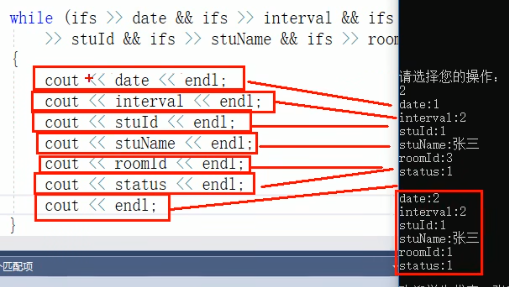 while (ifs >> date && ifs >> interval && ifs
>> stuId && ifs >> stuName && ifs >> roo
{
cout << date << endl;
cout << interval << endl;
cout << stuId << endl;
cout << stuName << endl;
cout << roomId << endl;
cout << status << endl;
cout << endl;
}
个匹配项
请选择您的操作:
2
date:1
interval:2
stuId:1
stuName:张三
roomId:3
status:1
date:2
interval:2
stuId:1
stuName:张三
roomId:1
status:1